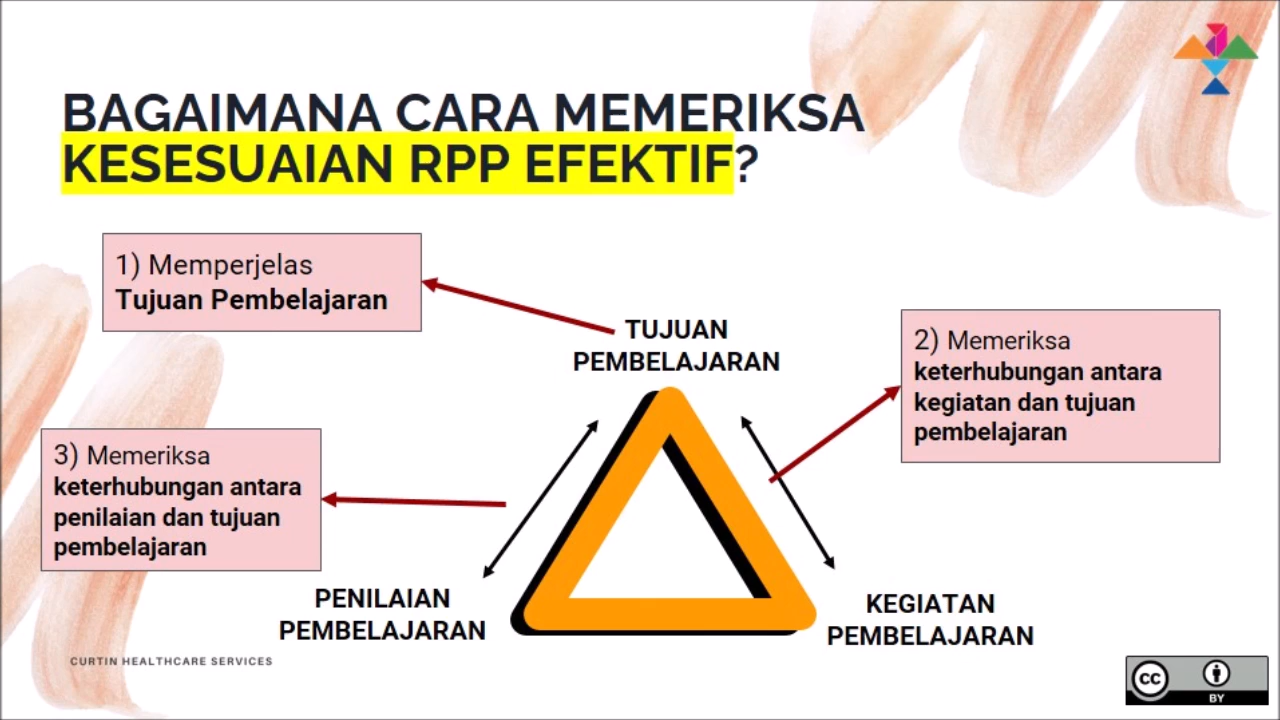 BAGAIMANA CARA MEMERIKSA
KESESUAIAN RPP EFEKTIF?
1) Memperjelas
Tujuan Pembelajaran
TUJUAN
PEMBELAJARAN
2) Memeriksa
keterhubungan antara
kegiatan dan tujuan
pembelajaran
3) Memeriksa
keterhubungan antara
penilaian dan tujuan
pembelajaran
PENILAIAN
PEMBELAJARAN
KEGIATAN
PEMBELAJARAN
CURTIN HEALTHCARE SERVICES
cc
BY